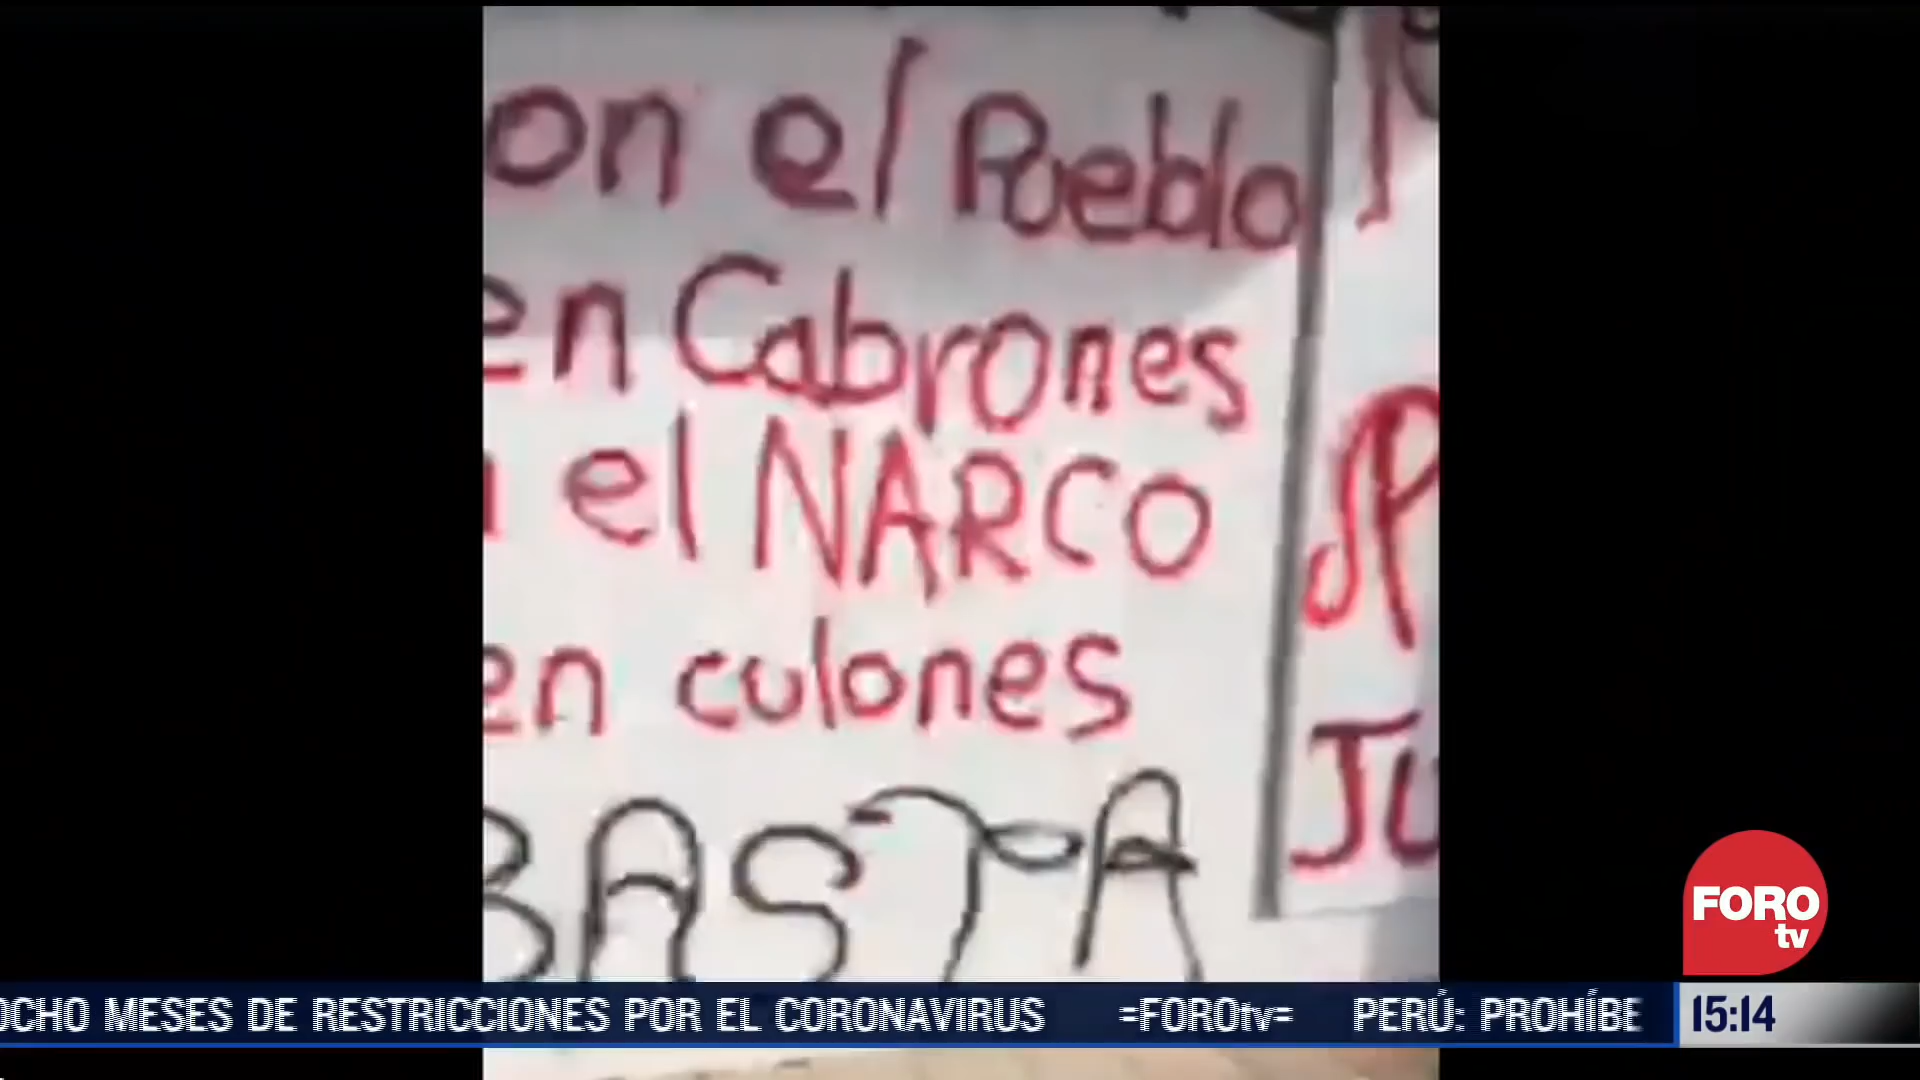 on el Pueblo
en Cabrones
el NARCO
en culones
BASTA
JU
FORO
tv
OCHO MESES DE RESTRICCIONES POR EL CORONAVIRUS =FOROtv= PERÚ: PROHÍBE
15:14